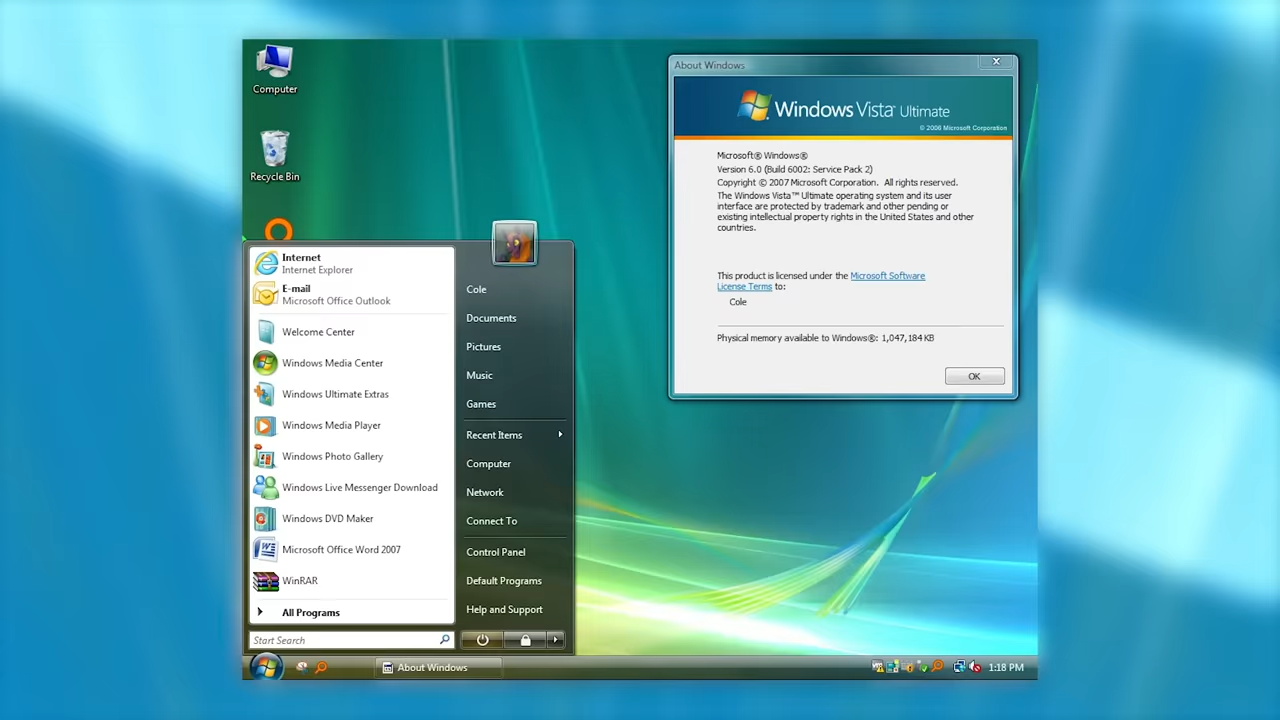 Computer
Recycle Bin
About Windows
Windows Vista™ Ultimate
© 2006 Microsoft Corporation
Microsoft® Windows®
Version 6.0 (Build 6002: Service Pack 2)
Copyright © 2007 Microsoft Corporation. All rights reserved.
The Windows Vista™ Ultimate operating system and its user
interface are protected by trademark and other pending or
existing intellectual property rights in the United States and other
countries.
This product is licensed under the Microsoft Software
License Terms to:
Cole
Physical memory available to Windows®: 1,047,184 KB
OK
Internet
Internet Explorer
E-mail
Microsoft Office Outlook
Welcome Center
Windows Media Center
Windows Ultimate Extras
Windows Media Player
Windows Photo Gallery
Windows Live Messenger Download
Windows DVD Maker
Microsoft Office Word 2007
WinRAR
All Programs
Start Search
Cole
Documents
Pictures
Music
Games
Recent Items
Computer
Network
Connect To
Control Panel
Default Programs
Help and Support
About Windows
1:18 PM